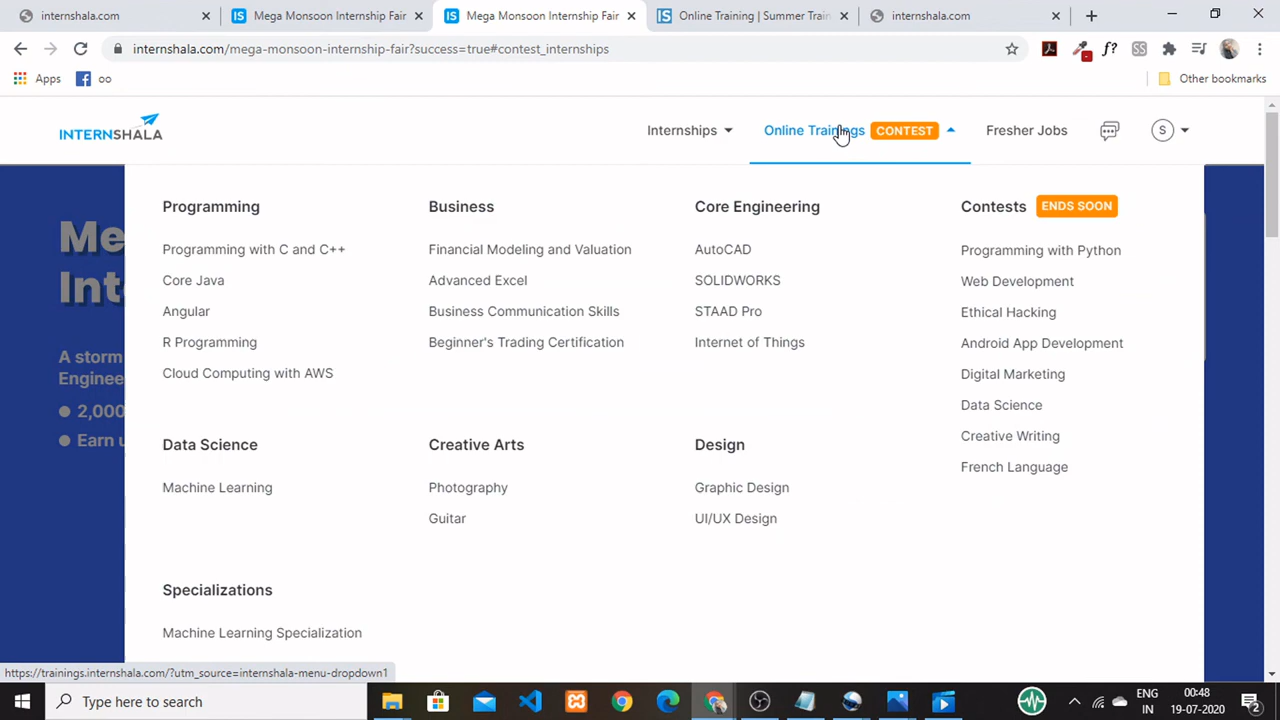 internshala.com
Mega Monsoon Internship Fair
Mega Monsoon Internship Fair
Online Training | Summer Train
internshala.com
internshala.com/mega-monsoon-internship-fair?success=true#contest_internships
f?
SS
Apps
oo
Other bookmarks
INTERNSHALA
Internships
Online Trainings CONTEST
Fresher Jobs
S
Programming
Programming with C and C++
Core Java
Angular
R Programming
Cloud Computing with AWS
Business
Financial Modeling and Valuation
Advanced Excel
Business Communication Skills
Beginner's Trading Certification
Core Engineering
AutoCAD
SOLIDWORKS
STAAD Pro
Internet of Things
Contests ENDS SOON
Programming with Python
Web Development
Ethical Hacking
Android App Development
Digital Marketing
Data Science
Creative Writing
French Language
Me
Int
A storm
Engineer
2,000
Earn u
Data Science
Machine Learning
Creative Arts
Photography
Guitar
Design
Graphic Design
UI/UX Design
Specializations
Machine Learning Specialization
https://trainings.internshala.com/?utm_source=internshala-menu-dropdown1
Type here to search
ENG
IN
00:48
19-07-2020
2